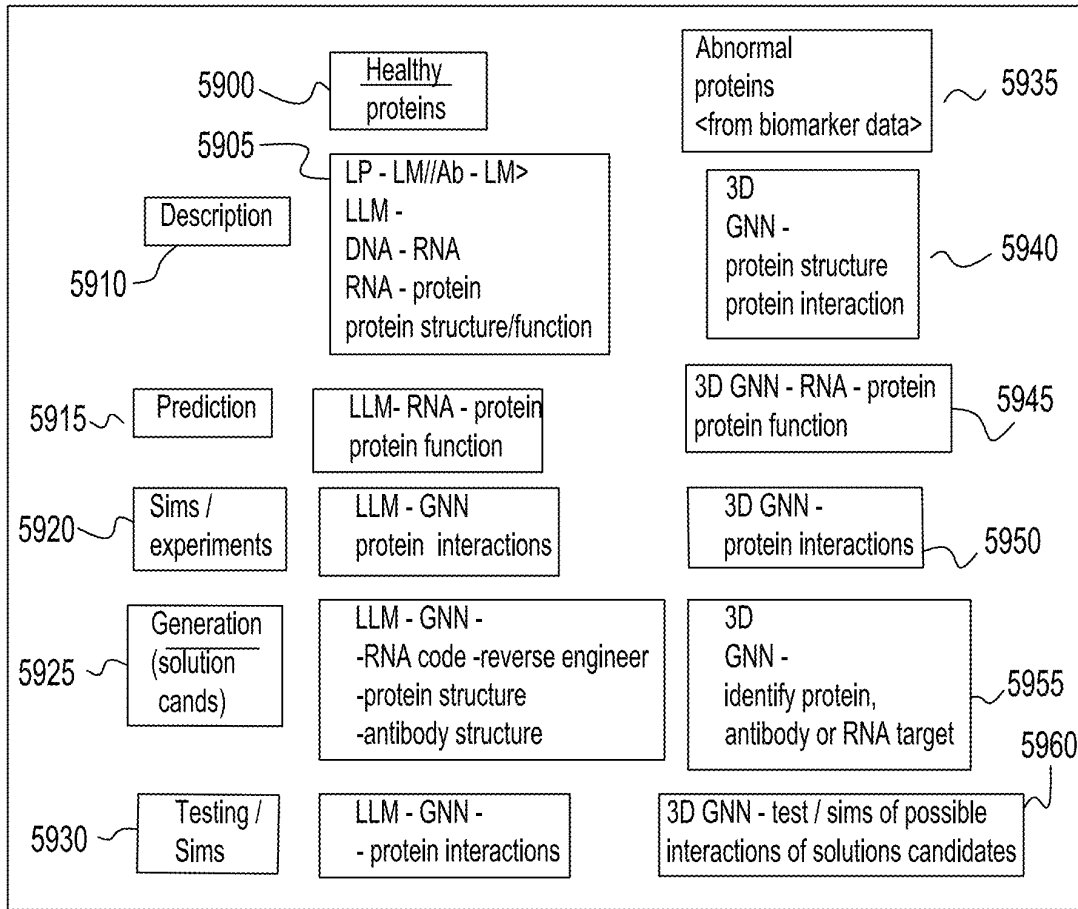 5900
Healthy
proteins
Abnormal
proteins
<from biomarker data>
5935
5905
LP - LM//Ab - LM>
LLM -
DNA - RNA
RNA - protein
protein structure/function
Description
5910
3D
GNN -
protein structure
protein interaction
5940
5915
Prediction
LLM- RNA - protein
protein function
3D GNN - RNA - protein
protein function
5945
5920
Sims /
experiments
LLM - GNN
protein interactions
3D GNN -
protein interactions
5950
5925
Generation
(solution
cands)
LLM - GNN -
-RNA code -reverse engineer
-protein structure
-antibody structure
3D
GNN -
identify protein,
antibody or RNA target
5955
5960
5930
Testing /
Sims
LLM - GNN -
- protein interactions
3D GNN - test / sims of possible
interactions of solutions candidates